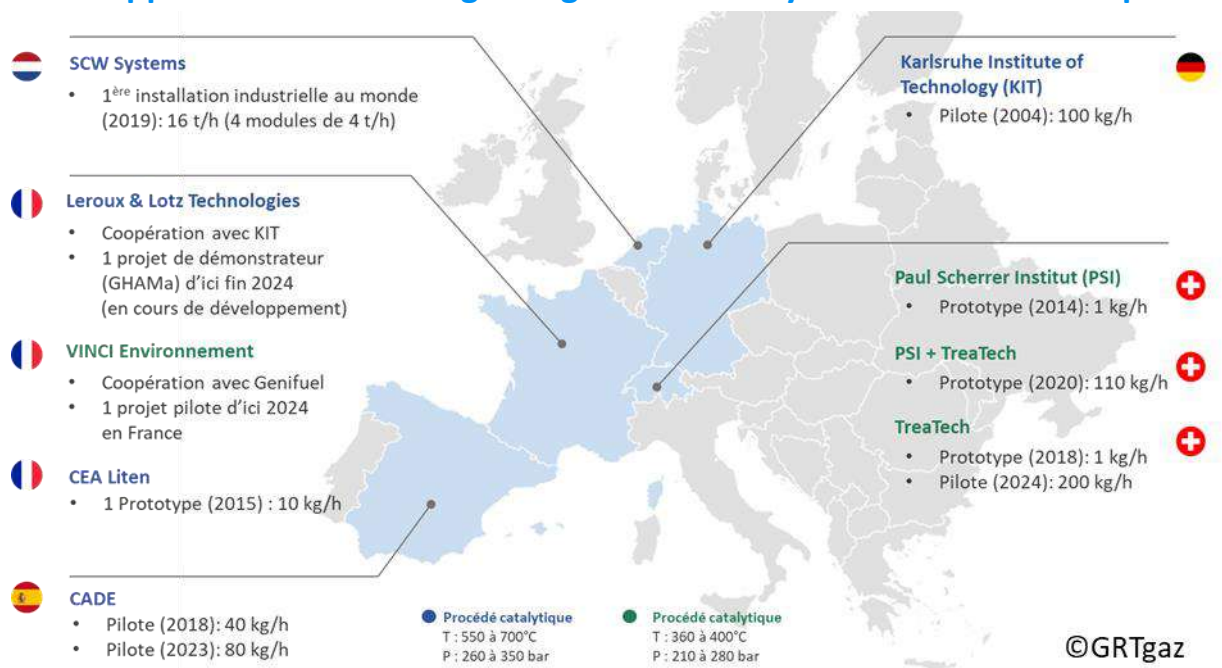 SCW Systems
• 1ère installation industrielle au monde
(2019): 16 t/h (4 modules de 4 t/h)
Leroux & Lotz Technologies
• Coopération avec KIT
• 1 projet de démonstrateur
(GHAMa) d'ici fin 2024
(en cours de développement)
VINCI Environnement
• Coopération avec Genifuel
• 1 projet pilote d'ici 2024
en France
CEA Liten
• 1 Prototype (2015) : 10 kg/h
CADE
• Pilote (2018): 40 kg/h
• Pilote (2023): 80 kg/h
Karlsruhe Institute of
Technology (KIT)
• Pilote (2004): 100 kg/h
Paul Scherrer Institut (PSI)
• Prototype (2014): 1 kg/h
PSI + TreaTech
• Prototype (2020): 110 kg/h
TreaTech
• Prototype (2018): 1 kg/h
• Pilote (2024): 200 kg/h
Procédé catalytique
T : 550 à 700°C
P : 260 à 350 bar
Procédé catalytique
T : 360 à 400°C
P : 210 à 280 bar
©GRTgaz